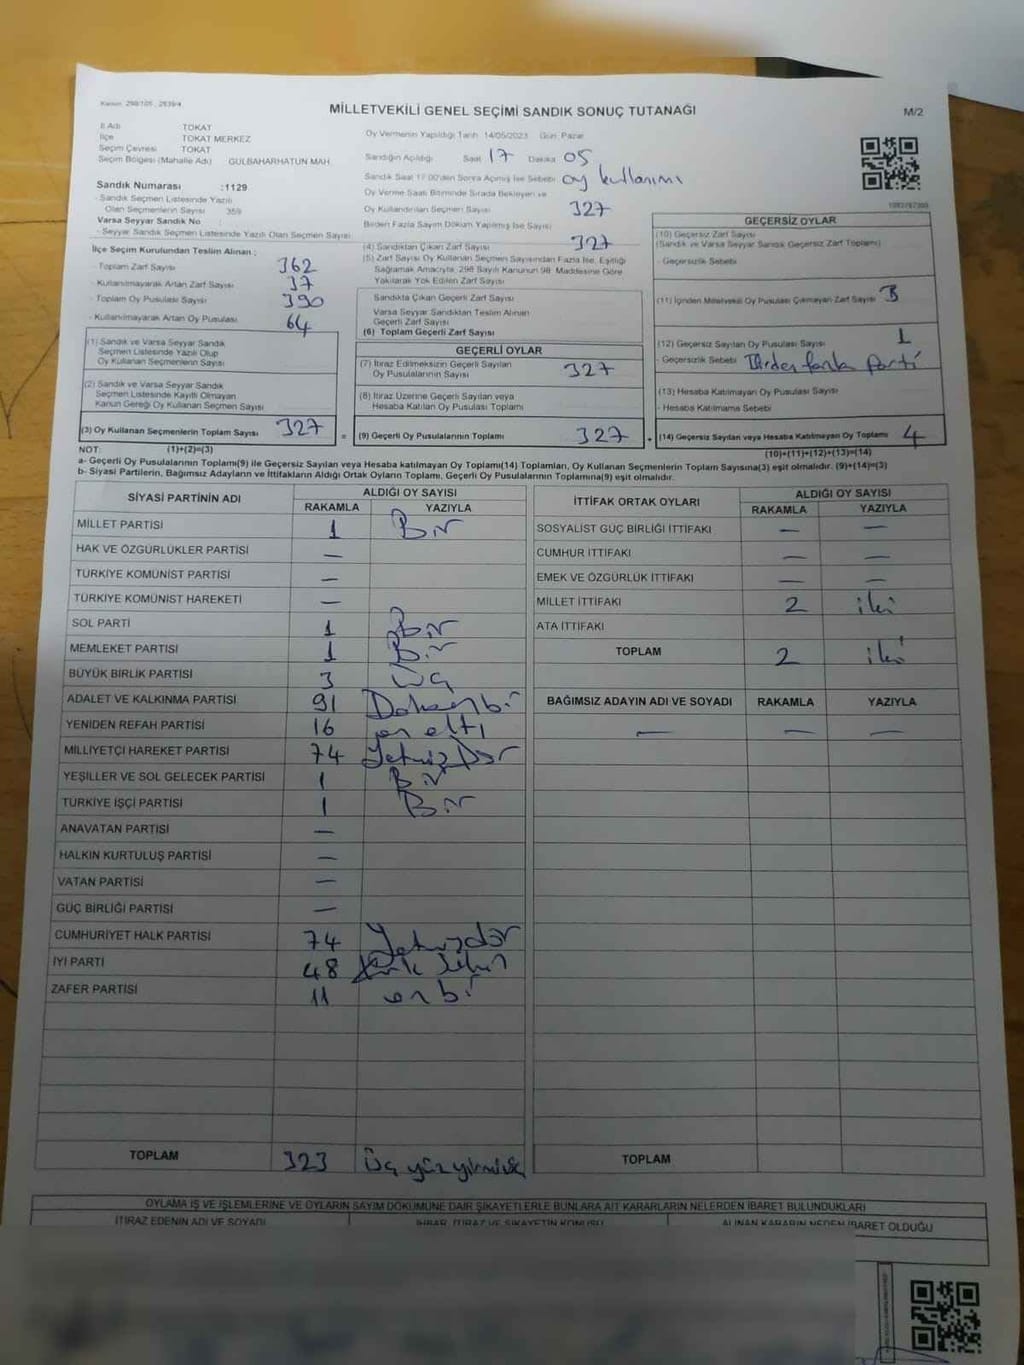 Kanun: 298/105 , 2839/4
MİLLETVEKİLİ GENEL SEÇİMİ SANDIK SONUÇ TUTANAĞI
M/2
İl Adı TOKAT
İlçe TOKAT MERKEZ
Seçim Çevresi TOKAT
Seçim Bölgesi (Mahalle Adı) GÜLBAHARHATUN MAH.
Oy Vermenin Yapıldığı Tarih 14/05/2023 Gün Pazar
Sandığın Açıldığı Saat 17 Dakika 05
Sandık Saat 17:00'den Sonra Açılmış İse Sebebi oy kullanımı
Oy Verme Saati Bitiminde Sırada Bekleyen ve
Oy Kullandırılan Seçmen Sayısı 327
Birden Fazla Sayım Döküm Yapılmış İse Sayısı
Sandık Numarası :1129
- Sandık Seçmen Listesinde Yazılı
Olan Seçmenlerin Sayısı 359
Varsa Seyyar Sandık No
- Seyyar Sandık Seçmen Listesinde Yazılı Olan Seçmen Sayısı
İlçe Seçim Kurulundan Teslim Alınan :
- Toplam Zarf Sayısı 362
- Kullanılmayarak Artan Zarf Sayısı 37
- Toplam Oy Pusulası Sayısı 390
- Kullanılmayarak Artan Oy Pusulası 64
(1) Sandık ve Varsa Seyyar Sandık
Seçmen Listesinde Yazılı Olup
Oy Kullanan Seçmenlerin Sayısı
(2) Sandık ve Varsa Seyyar Sandık
Seçmen Listesinde Kayıtlı Olmayan
Kanun Gereği Oy Kullanan Seçmen Sayısı
(3) Oy Kullanan Seçmenlerin Toplam Sayısı 327
(4) Sandıktan Çıkan Zarf Sayısı 327
(5) Zarf Sayısı Oy Kullanan Seçmen Sayısından Fazla İse, Eşitliği
Sağlamak Amacıyla, 298 Sayılı Kanunun 98. Maddesine Göre
Yakılarak Yok Edilen Zarf Sayısı
Sandıkta Çıkan Geçerli Zarf Sayısı
Varsa Seyyar Sandıktan Teslim Alınan
Geçerli Zarf Sayısı
(6) Toplam Geçerli Zarf Sayısı
GEÇERLİ OYLAR
(7) İtiraz Edilmeksizin Geçerli Sayılan
Oy Pusulalarının Sayısı 327
(8) İtiraz Üzerine Geçerli Sayılan veya
Hesaba Katılan Oy Pusulası Toplamı
= (9) Geçerli Oy Pusulalarının Toplamı 327 +
GEÇERSİZ OYLAR
(10) Geçersiz Zarf Sayısı
(Sandık ve Varsa Seyyar Sandık Geçersiz Zarf Toplamı)
- Geçersizlik Sebebi
(11) İçinden Milletvekili Oy Pusulası Çıkmayan Zarf Sayısı 3
(12) Geçersiz Sayılan Oy Pusulası Sayısı 1
- Geçersizlik Sebebi Birden fazla parti
(13) Hesaba Katılmayan Oy Pusulası Sayısı
- Hesaba Katılmama Sebebi
(14) Geçersiz Sayılan veya Hesaba Katılmayan Oy Toplamı 4
NOT: (1)+(2)=(3)
(10)+(11)+(12)+(13)=(14)
a- Geçerli Oy Pusulalarının Toplamı(9) ile Geçersiz Sayılan veya Hesaba katılmayan Oy Toplamı(14) Toplamları, Oy Kullanan Seçmenlerin Toplam Sayısına(3) eşit olmalıdır. (9)+(14)=(3)
b- Siyasi Partilerin, Bağımsız Adayların ve İttifakların Aldığı Ortak Oyların Toplamı, Geçerli Oy Pusulalarının Toplamına(9) eşit olmalıdır.
SİYASİ PARTİNİN ADI
ALDIĞI OY SAYISI
RAKAMLA YAZIYLA
MİLLET PARTİSİ 1 Bir
HAK VE ÖZGÜRLÜKLER PARTİSİ —
TÜRKİYE KOMÜNİST PARTİSİ —
TÜRKİYE KOMÜNİST HAREKETİ —
SOL PARTİ 1 Bir
MEMLEKET PARTİSİ 1 Bir
BÜYÜK BİRLİK PARTİSİ 3 Üç
ADALET VE KALKINMA PARTİSİ 91 Doksanbi
YENİDEN REFAH PARTİSİ 16 on altı
MİLLİYETÇİ HAREKET PARTİSİ 74 Yetmiş Dör
YEŞİLLER VE SOL GELECEK PARTİSİ 1 Bir
TÜRKİYE İŞÇİ PARTİSİ 1 Bir
ANAVATAN PARTİSİ —
HALKIN KURTULUŞ PARTİSİ —
VATAN PARTİSİ —
GÜÇ BİRLİĞİ PARTİSİ —
CUMHURİYET HALK PARTİSİ 74 Yetmişdör
İYİ PARTİ 48 Kırk Sekiz
ZAFER PARTİSİ 11 on bi
TOPLAM 323 Üç yüz yirmiüç
İTTİFAK ORTAK OYLARI
ALDIĞI OY SAYISI
RAKAMLA YAZIYLA
SOSYALİST GÜÇ BİRLİĞİ İTTİFAKI — —
CUMHUR İTTİFAKI — —
EMEK VE ÖZGÜRLÜK İTTİFAKI — —
MİLLET İTTİFAKI 2 iki
ATA İTTİFAKI
TOPLAM 2 iki
BAĞIMSIZ ADAYIN ADI VE SOYADI RAKAMLA YAZIYLA
— — —
TOPLAM
OYLAMA İŞ VE İŞLEMLERİNE VE OYLARIN SAYIM DÖKÜMÜNE DAİR ŞİKAYETLERLE BUNLARA AİT KARARLARIN NELERDEN İBARET BULUNDUKLARI
İTİRAZ EDENİN ADI VE SOYADI
İHBAR, İTİRAZ VE ŞİKAYETİN KONUSU
ALINAN KARARIN NEDEN İBARET OLDUĞU